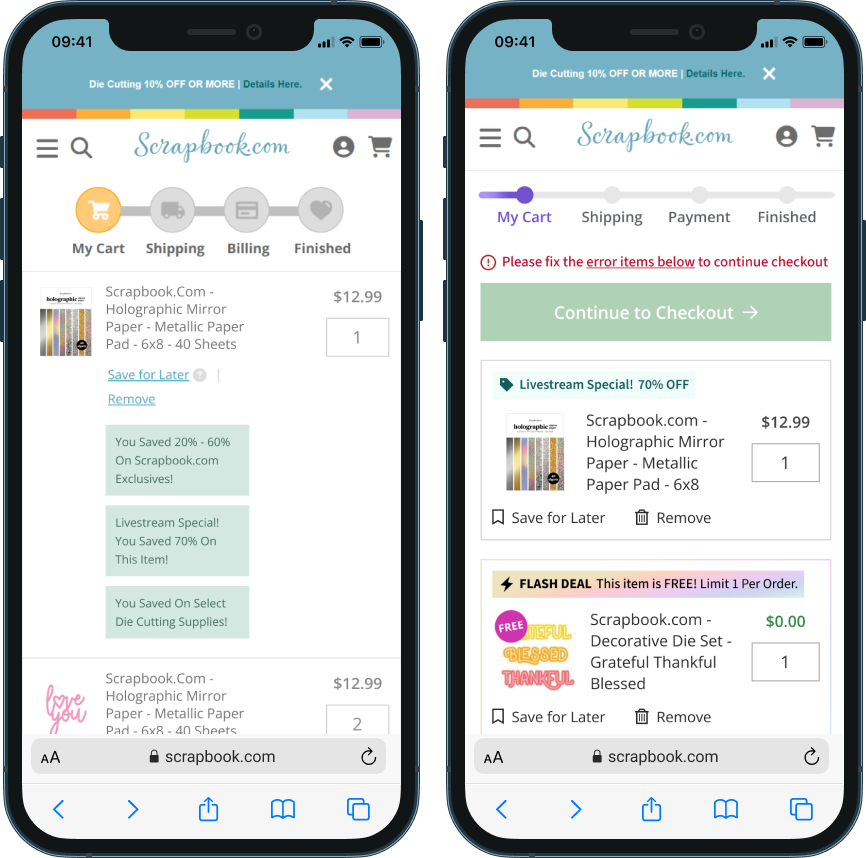 09:41
Die Cutting 10% OFF OR MORE | Details Here.
Scrapbook.com
My Cart Shipping Billing Finished
Scrapbook.Com -
Holographic Mirror
Paper - Metallic Paper
Pad - 6x8 - 40 Sheets
$12.99
1
holographic
Save for Later ? |
Remove
You Saved 20% - 60%
On Scrapbook.com
Exclusives!
Livestream Special!
You Saved 70% On
This Item!
You Saved On Select
Die Cutting Supplies!
Scrapbook.Com -
Holographic Mirror
Paper - Metallic Paper
Pad - 6x8 - 40 Sheets
$12.99
2
love
you
AA scrapbook.com
09:41
Die Cutting 10% OFF OR MORE | Details Here.
Scrapbook.com
My Cart Shipping Payment Finished
Please fix the error items below to continue checkout
Continue to Checkout →
Livestream Special! 70% OFF
holographic
Scrapbook.com -
Holographic Mirror
Paper - Metallic
Paper Pad - 6x8
$12.99
1
Save for Later Remove
FLASH DEAL This item is FREE! Limit 1 Per Order.
FREE
GRATEFUL
BLESSED
THANKFUL
Scrapbook.com -
Decorative Die Set -
Grateful Thankful
Blessed
$0.00
1
Save for Later Remove
AA scrapbook.com